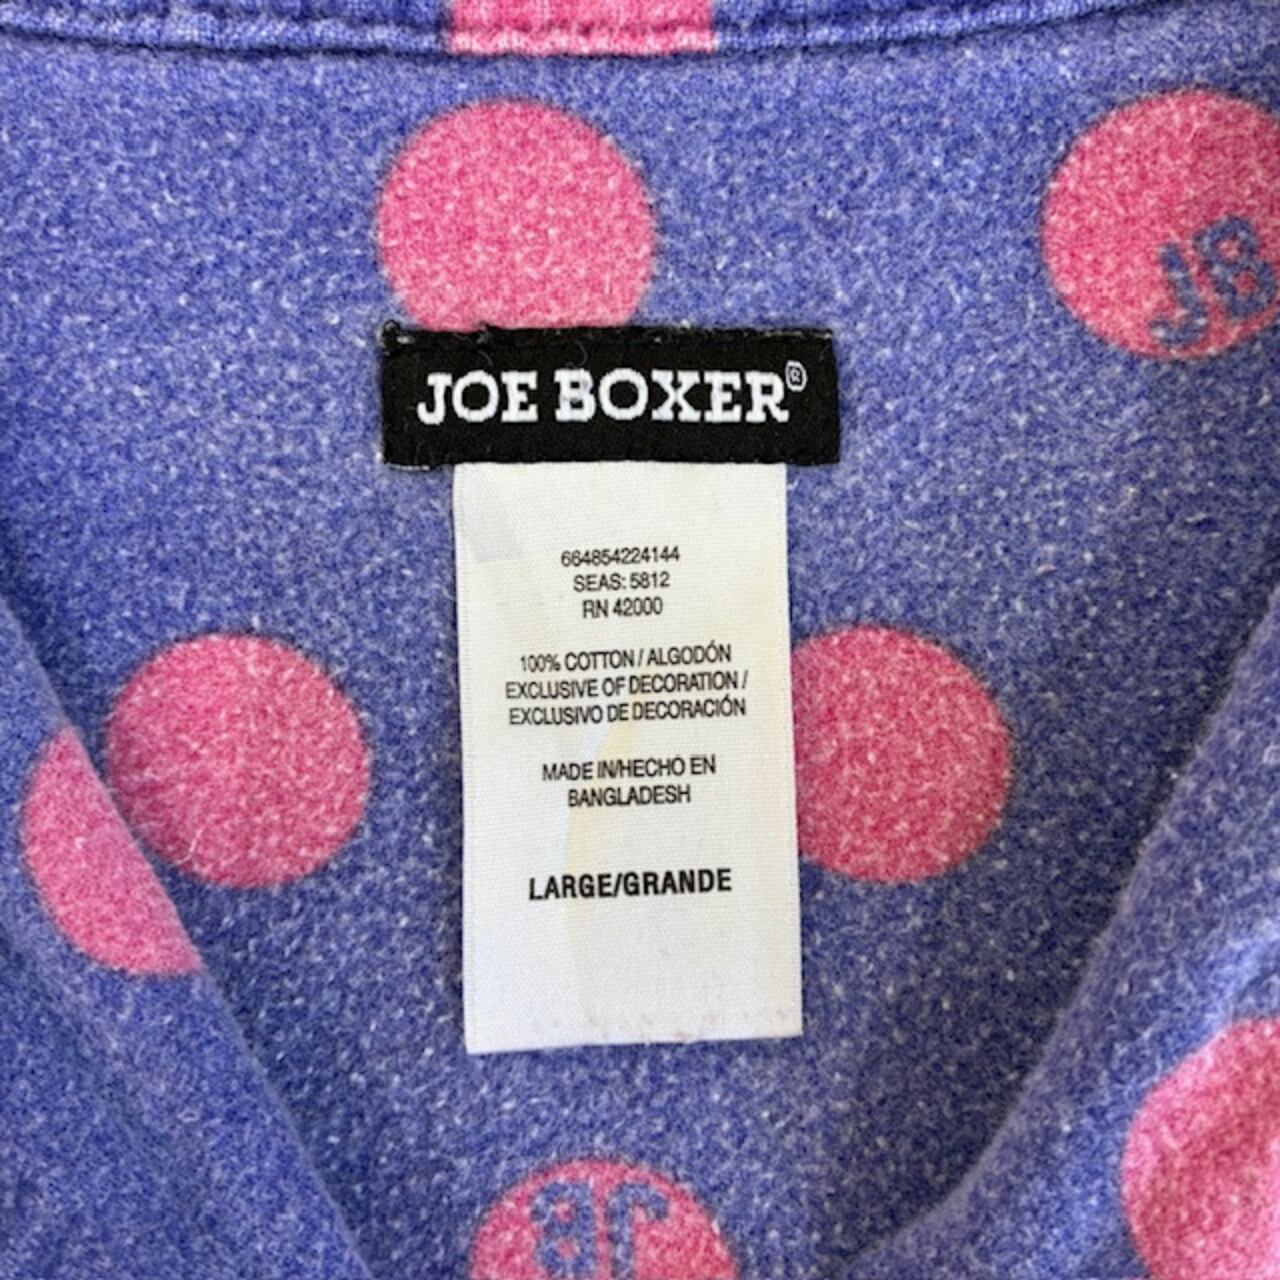 JB
JOE BOXER®
664854224144
SEAS: 5812
RN 42000
100% COTTON / ALGODÓN
EXCLUSIVE OF DECORATION /
EXCLUSIVO DE DECORACIÓN
MADE IN/HECHO EN
BANGLADESH
LARGE/GRANDE
JB